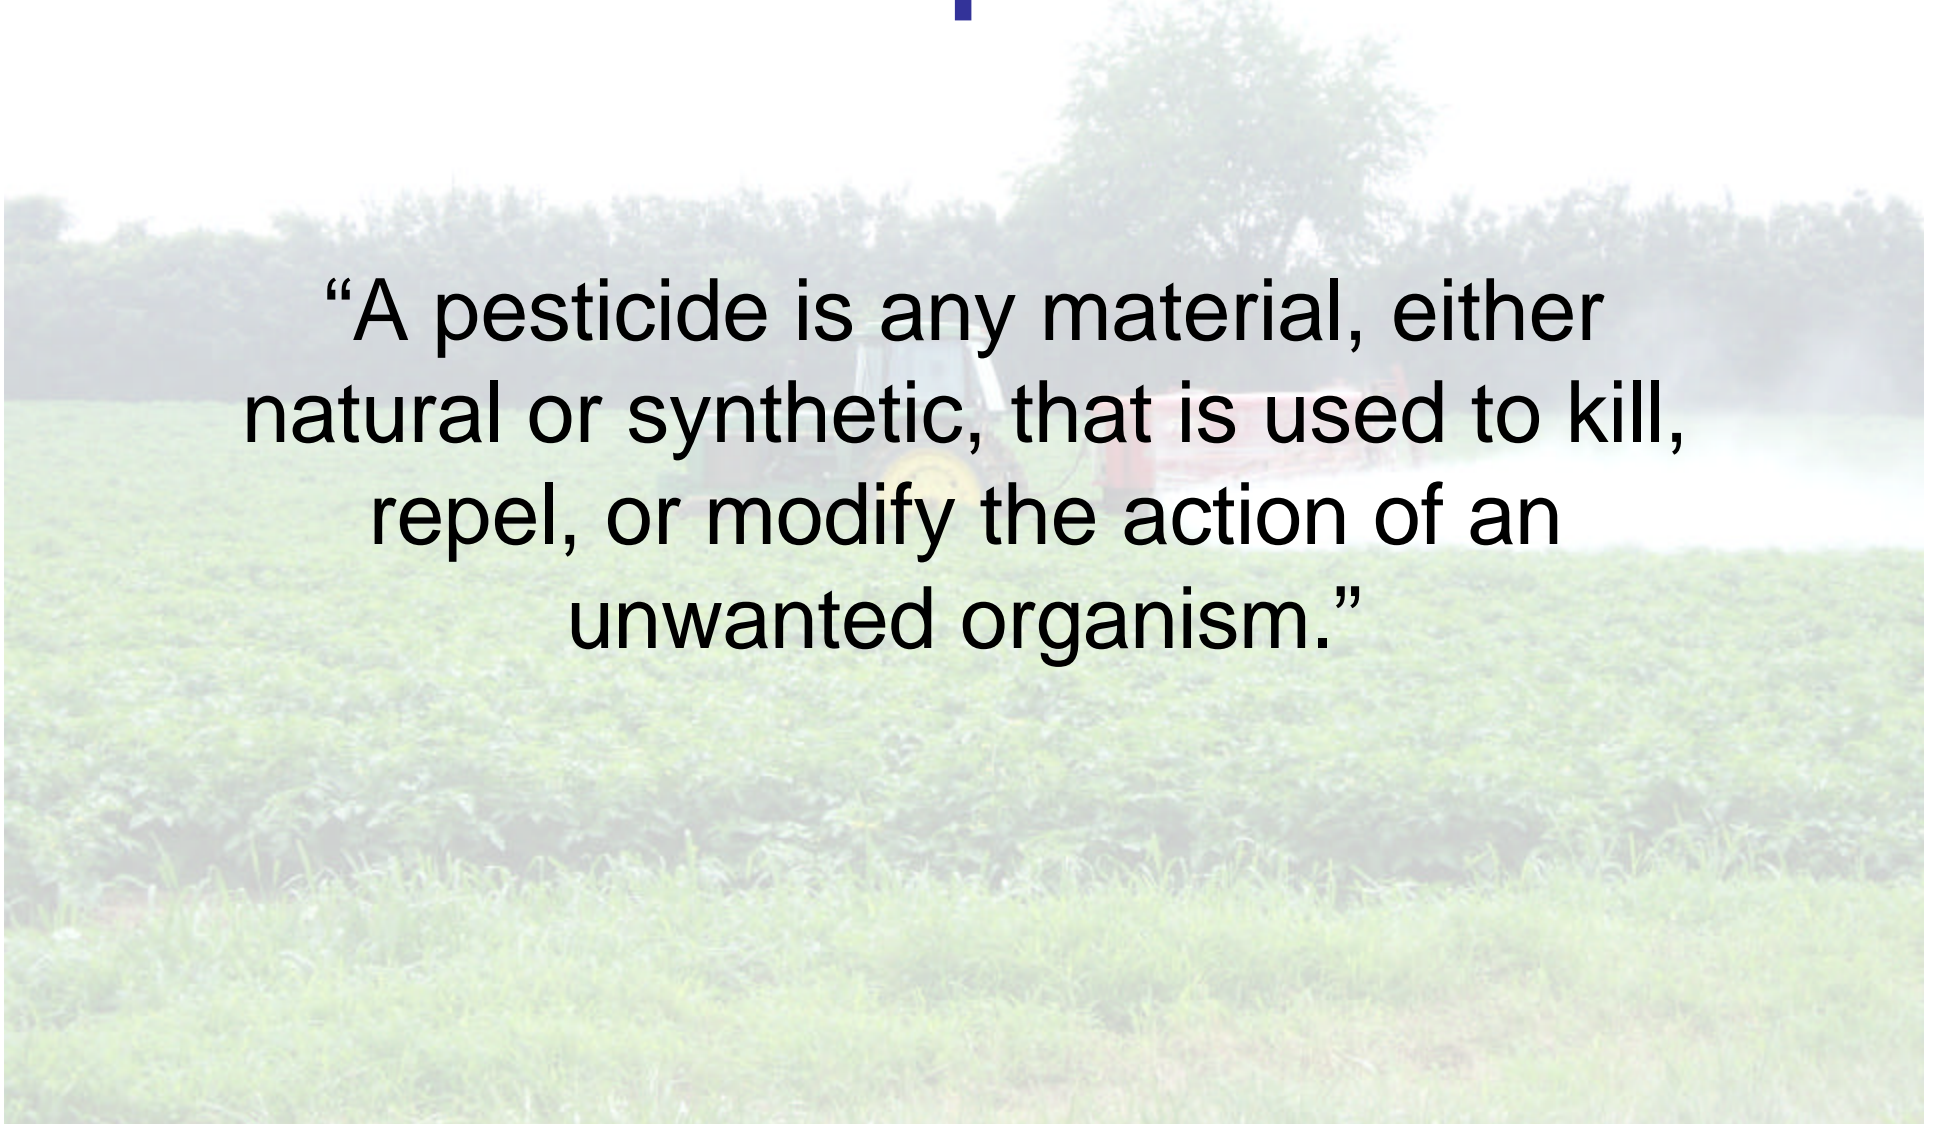 “A pesticide is any material, either
natural or synthetic, that is used to kill,
repel, or modify the action of an
unwanted organism.”